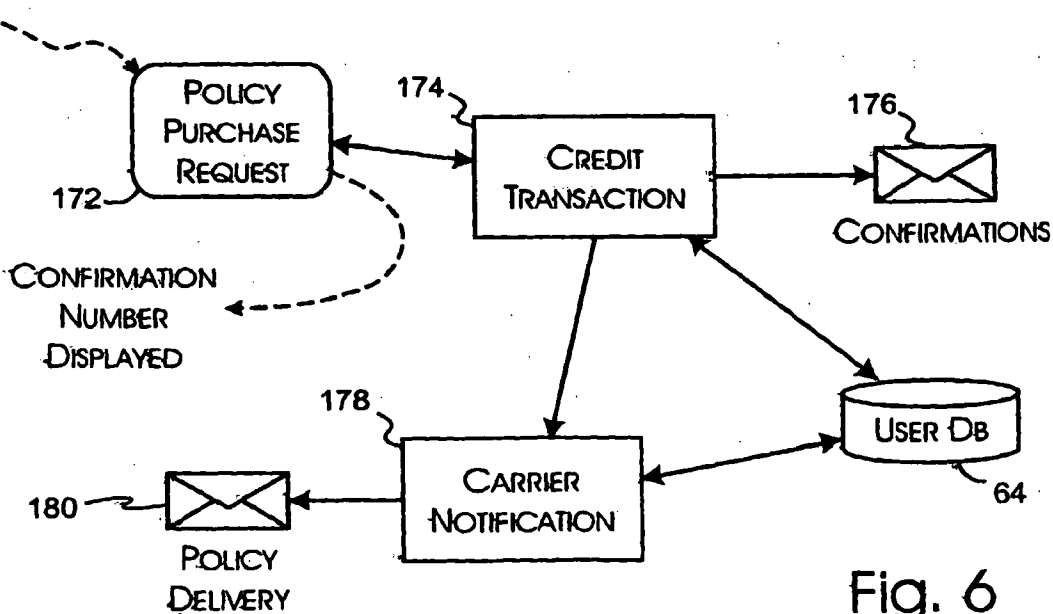 174
176
POLICY
PURCHASE
REQUEST
CREDIT
TRANSACTION
172
CONFIRMATIONS
CONFIRMATION
NUMBER
DISPLAYED
178
USER DB
64
CARRIER
NOTIFICATION
180
POLICY
DELIVERY
Fig. 6